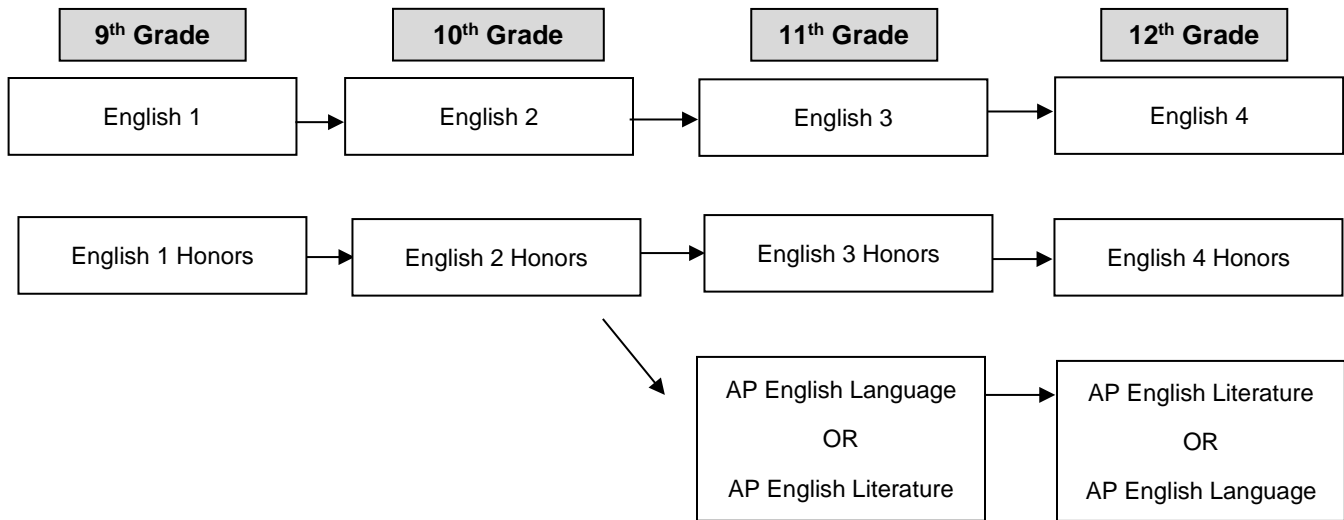 9th Grade
10th Grade
11th Grade
12th Grade
English 1
English 2
English 3
English 4
English 1 Honors
English 2 Honors
English 3 Honors
English 4 Honors
AP English Language
OR
AP English Literature
AP English Literature
OR
AP English Language